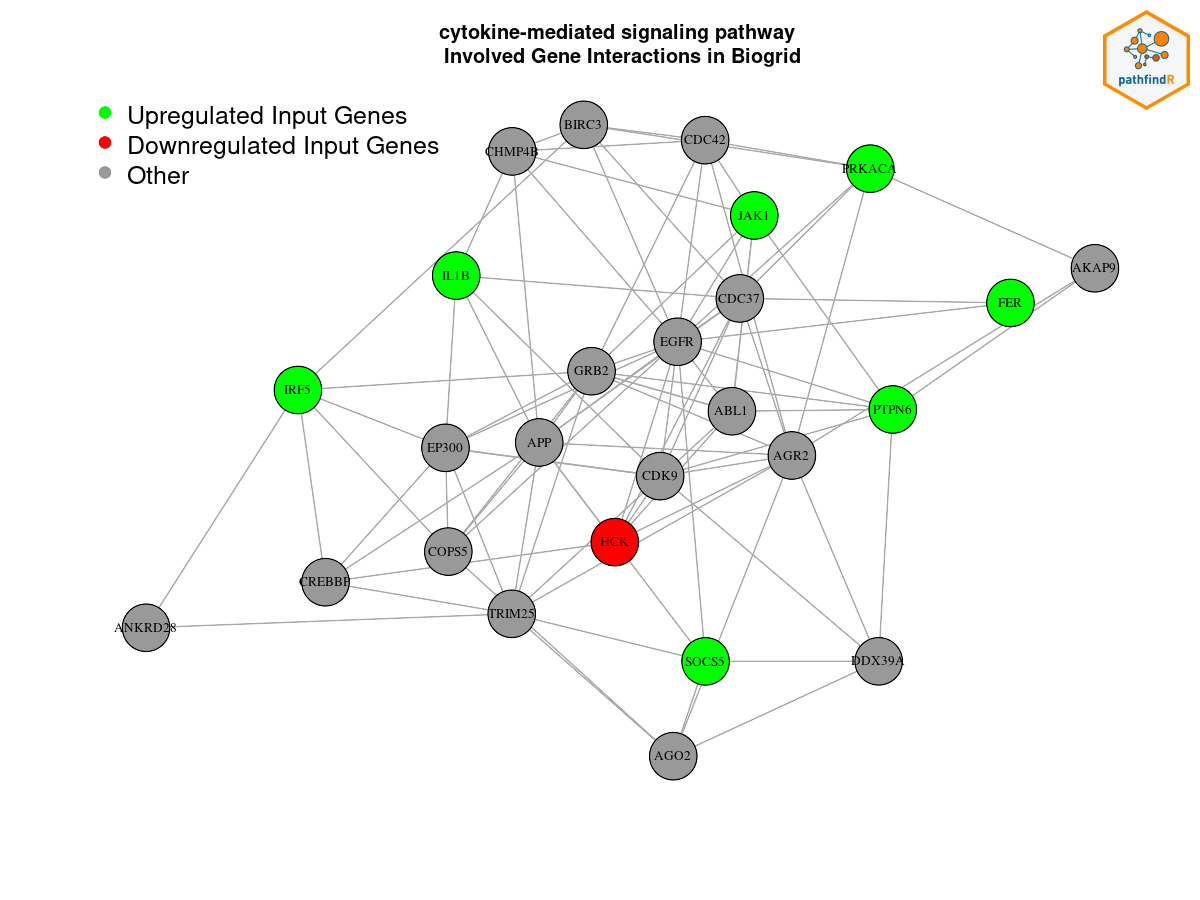 cytokine-mediated signaling pathway
Involved Gene Interactions in Biogrid
pathfindR
Upregulated Input Genes
Downregulated Input Genes
Other
BIRC3
CDC42
CHMP4B
PRKACA
JAK1
AKAP9
IL1B
CDC37
FER
EGFR
GRB2
IRF5
ABL1
PTPN6
EP300
APP
AGR2
CDK9
HCK
COPS5
CREBBP
TRIM25
ANKRD28
SOCS5
DDX39A
AGO2